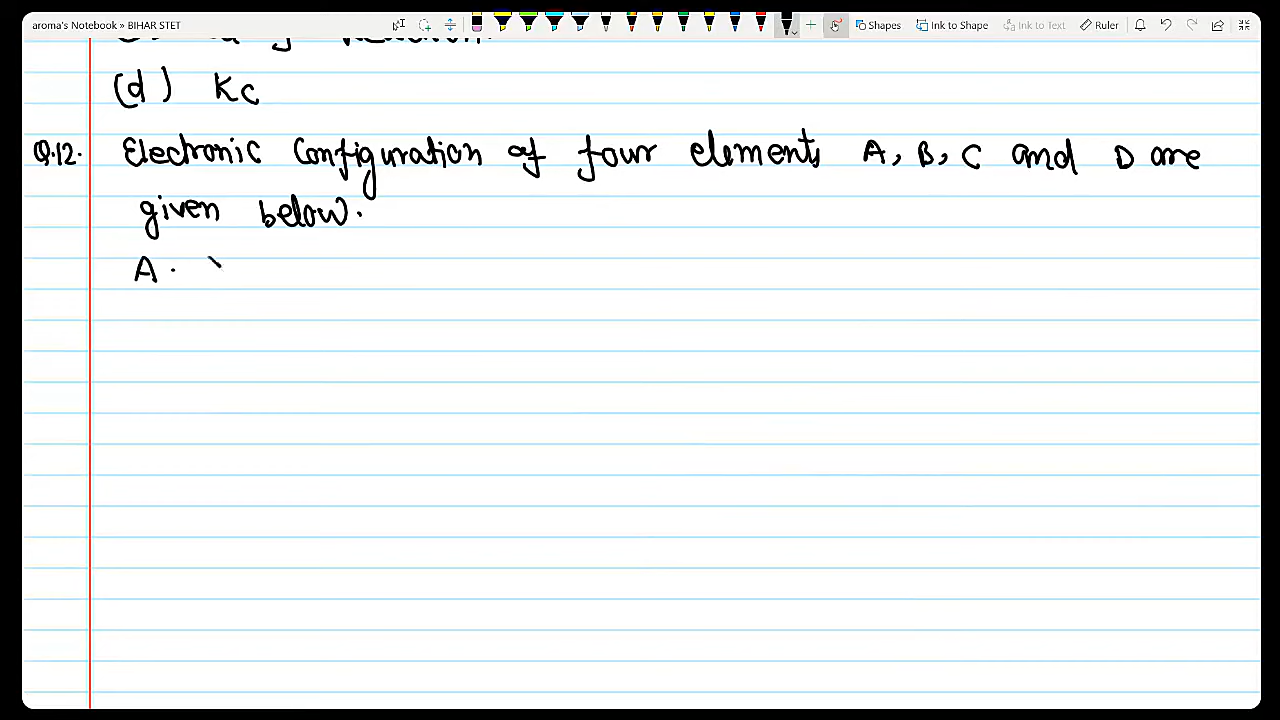 aroma's Notebook » BIHAR STET
Shapes Ink to Shape Ink to Text Ruler
(d) Kc
Q.12. Electronic Configuration of four elements A, B, C and D are
given below.
A.